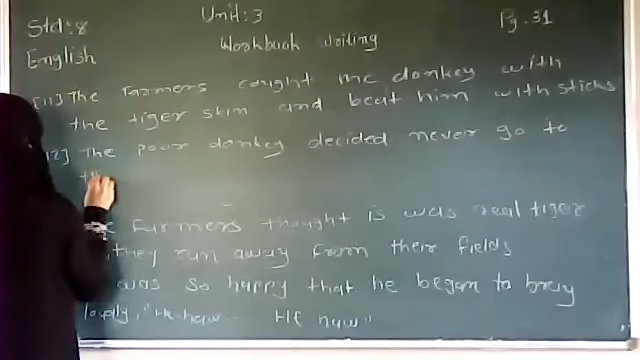 Std:8
Unit:3
Pg.31
English
Workbook writing
[11] The Farmers caught the donkey with
the tiger skin and beat him with sticks
12] The poor donkey decided never go to
th
Farmers thought is was real tiger
they run away from their fields
was so happy that he began to bray
loudly, "He-haw- He haw"